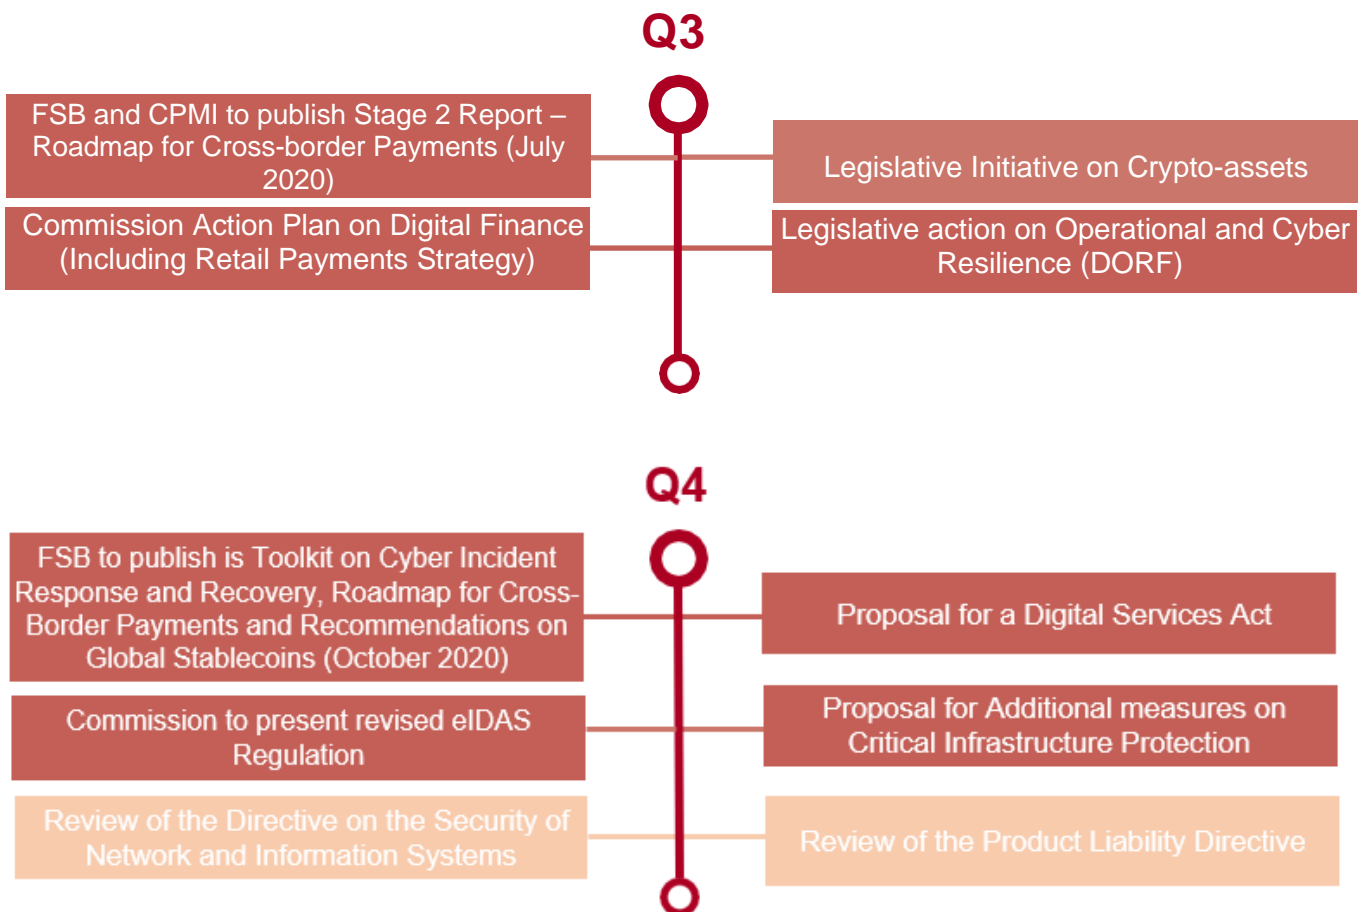 Q3
FSB and CPMI to publish Stage 2 Report –
Roadmap for Cross-border Payments (July
2020)
Legislative Initiative on Crypto-assets
Commission Action Plan on Digital Finance
(Including Retail Payments Strategy)
Legislative action on Operational and Cyber
Resilience (DORF)
Q4
FSB to publish is Toolkit on Cyber Incident
Response and Recovery, Roadmap for Cross-
Border Payments and Recommendations on
Global Stablecoins (October 2020)
Proposal for a Digital Services Act
Commission to present revised eIDAS
Regulation
Proposal for Additional measures on
Critical Infrastructure Protection
Review of the Directive on the Security of
Network and Information Systems
Review of the Product Liability Directive